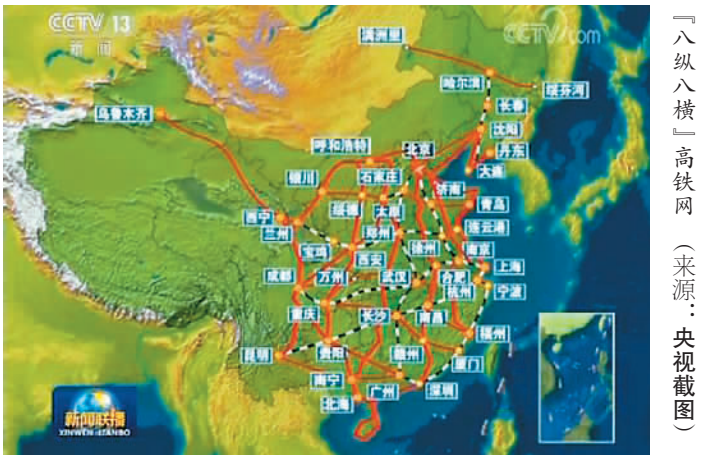 CCTV 13
新闻
CCTV.com
满洲里
哈尔滨
绥芬河
长春
乌鲁木齐
沈阳
呼和浩特
北京
丹东
大连
银川
石家庄
济南
绥德
太原
青岛
西宁
兰州
郑州
徐州
连云港
宝鸡
西安
南京
上海
成都
万州
武汉
合肥
杭州
宁波
重庆
长沙
南昌
福州
昆明
贵阳
赣州
厦门
南宁
广州
深圳
北海
新闻联播
XINWEN LIANBO
『八纵八横』高铁网 （来源：央视截图）